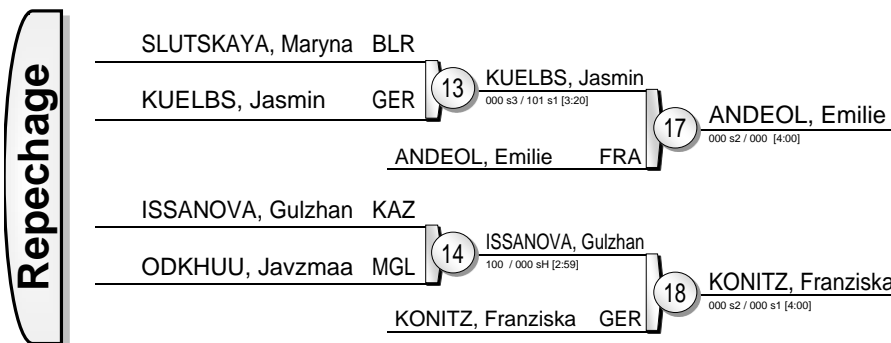 Repechage
SLUTSKAYA, Maryna BLR
KUELBS, Jasmin GER
13
KUELBS, Jasmin
000 s3 / 101 s1 [3:20]
ANDEOL, Emilie FRA
17
ANDEOL, Emilie
000 s2 / 000 [4:00]
ISSANOVA, Gulzhan KAZ
ODKHUU, Javzmaa MGL
14
ISSANOVA, Gulzhan
100 / 000 sH [2:59]
KONITZ, Franziska GER
18
KONITZ, Franziska
000 s2 / 000 s1 [4:00]